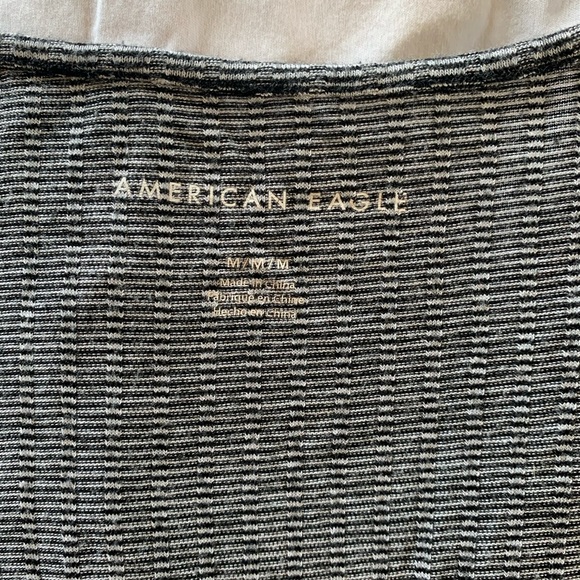 AMERICAN EAGLE
M/M/M
Made in China
Fabriqué en Chine
Hecho en China